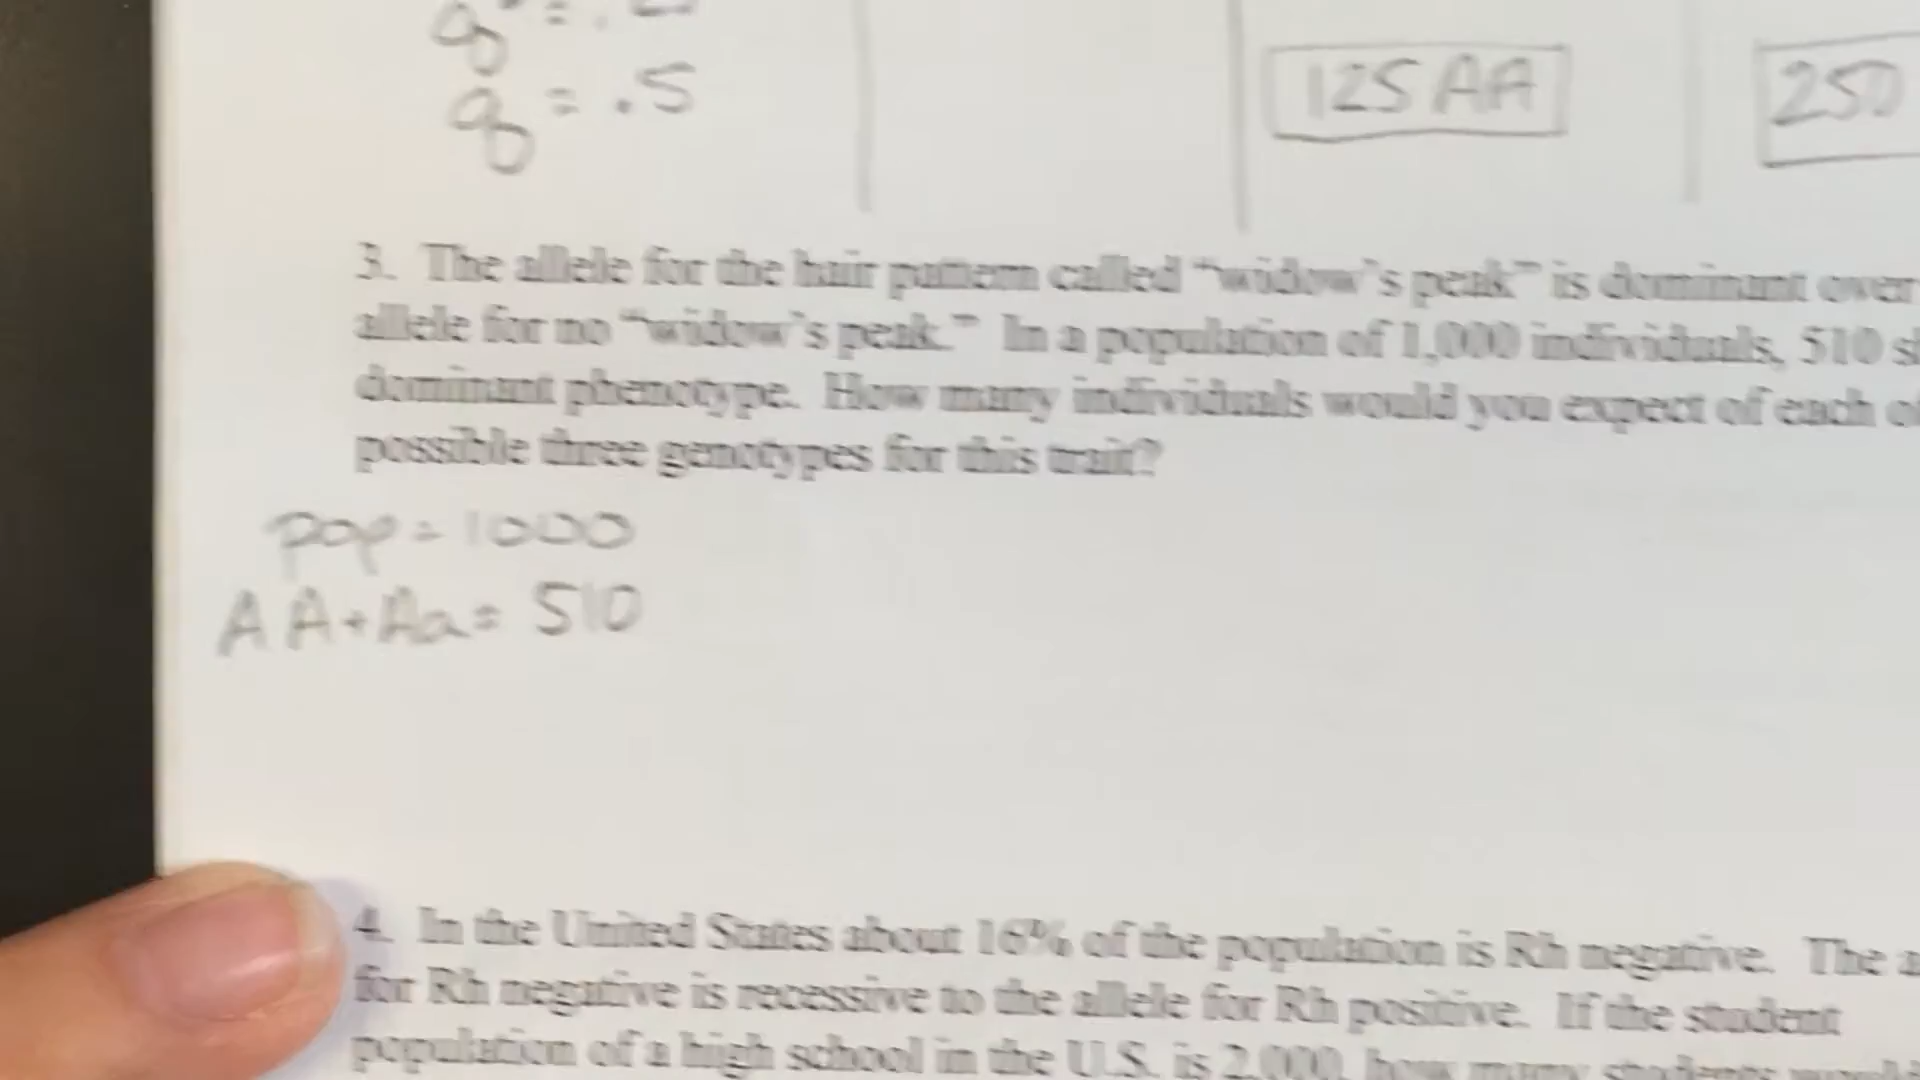 q = .5
125 AA
250
3. The allele for the hair pattern called “widow’s peak” is dominant over
allele for no “widow’s peak.” In a population of 1,000 individuals, 510
dominant phenotype. How many individuals would you expect of each
possible three genotypes for this trait?
pop = 1000
AA+Aa = 510
4. In the United States about 16% of the population is Rh negative. The
for Rh negative is recessive to the allele for Rh positive. If the student
population of a high school in the U.S. is 2,000, how many students